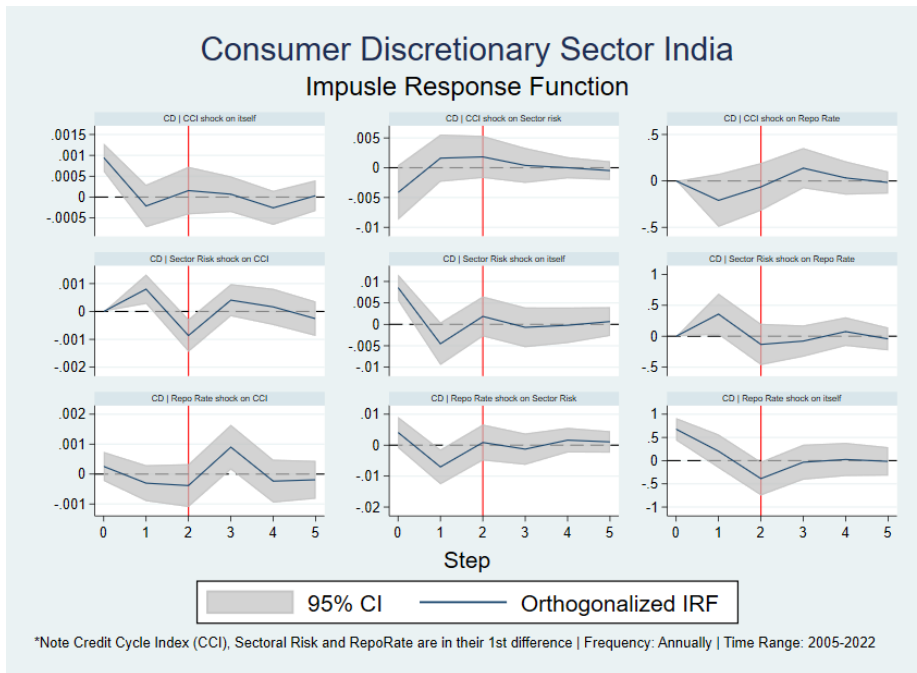 Consumer Discretionary Sector India
Impusle Response Function
CD | CCI shock on itself
CD | CCI shock on Sector risk
CD | CCI shock on Repo Rate
.0015
.001
.0005
0
-.0005
.005
0
-.005
-.01
.5
0
-.5
CD | Sector Risk shock on CCI
CD | Sector Risk shock on itself
CD | Sector Risk shock on Repo Rate
.001
0
-.001
-.002
.01
.005
0
-.005
-.01
1
.5
0
-.5
CD | Repo Rate shock on CCI
CD | Repo Rate shock on Sector Risk
CD | Repo Rate shock on itself
.002
.001
0
-.001
.01
0
-.01
-.02
1
.5
0
-.5
-1
0 1 2 3 4 5
0 1 2 3 4 5
0 1 2 3 4 5
Step
95% CI Orthogonalized IRF
*Note Credit Cycle Index (CCI), Sectoral Risk and RepoRate are in their 1st difference | Frequency: Annually | Time Range: 2005-2022